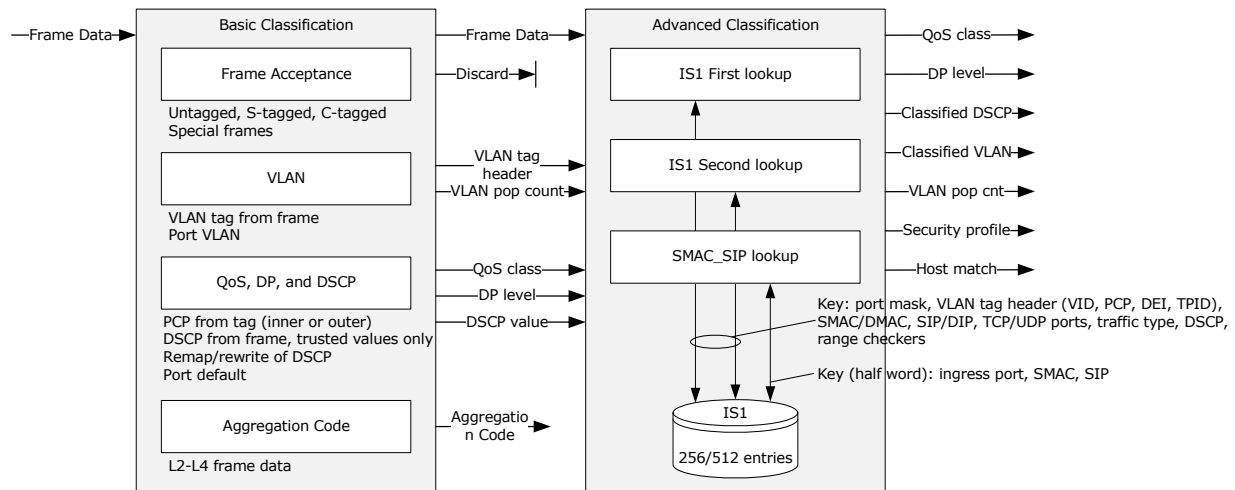 Frame Data
Basic Classification
Frame Acceptance
Untagged, S-tagged, C-tagged
Special frames
VLAN
VLAN tag from frame
Port VLAN
QoS, DP, and DSCP
PCP from tag (inner or outer)
DSCP from frame, trusted values only
Remap/rewrite of DSCP
Port default
Aggregation Code
L2-L4 frame data
Frame Data
Discard
VLAN tag
header
VLAN pop count
QoS class
DP level
DSCP value
Aggregatio
n Code
Advanced Classification
IS1 First lookup
IS1 Second lookup
SMAC_SIP lookup
Key: port mask, VLAN tag header (VID, PCP, DEI, TPID),
SMAC/DMAC, SIP/DIP, TCP/UDP ports, traffic type, DSCP,
range checkers
Key (half word): ingress port, SMAC, SIP
IS1
256/512 entries
QoS class
DP level
Classified DSCP
Classified VLAN
VLAN pop cnt
Security profile
Host match